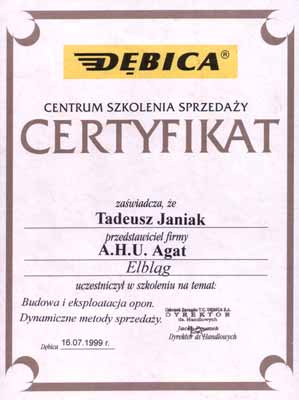 DĘBICA®
CENTRUM SZKOLENIA SPRZEDAŻY
CERTYFIKAT
zaświadcza, że
Tadeusz Janiak
przedstawiciel firmy
A.H.U. Agat
Elbląg
uczestniczył w szkoleniu na temat:
Budowa i eksploatacja opon.
Dynamiczne metody sprzedaży.
DYREKTOR
ds. Handlowych
Dyrektor ds Handlowych
Dębica 16.07.1999 r.